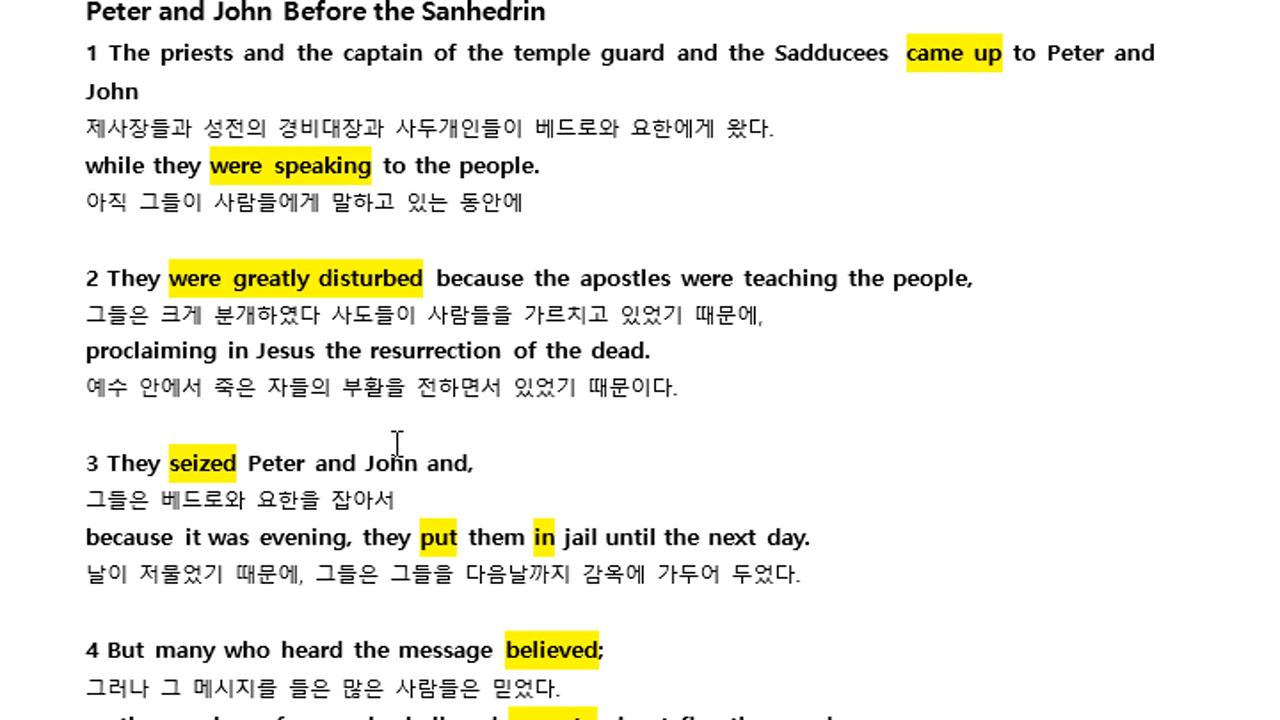 Peter and John Before the Sanhedrin
1 The priests and the captain of the temple guard and the Sadducees came up to Peter and
John
제사장들과 성전의 경비대장과 사두개인들이 베드로와 요한에게 왔다.
while they were speaking to the people.
아직 그들이 사람들에게 말하고 있는 동안에
2 They were greatly disturbed because the apostles were teaching the people,
그들은 크게 분개하였다 사도들이 사람들을 가르치고 있었기 때문에,
proclaiming in Jesus the resurrection of the dead.
예수 안에서 죽은 자들의 부활을 전하면서 있었기 때문이다.
3 They seized Peter and John and,
그들은 베드로와 요한을 잡아서
because it was evening, they put them in jail until the next day.
날이 저물었기 때문에, 그들은 그들을 다음날까지 감옥에 가두어 두었다.
4 But many who heard the message believed;
그러나 그 메시지를 들은 많은 사람들은 믿었다.